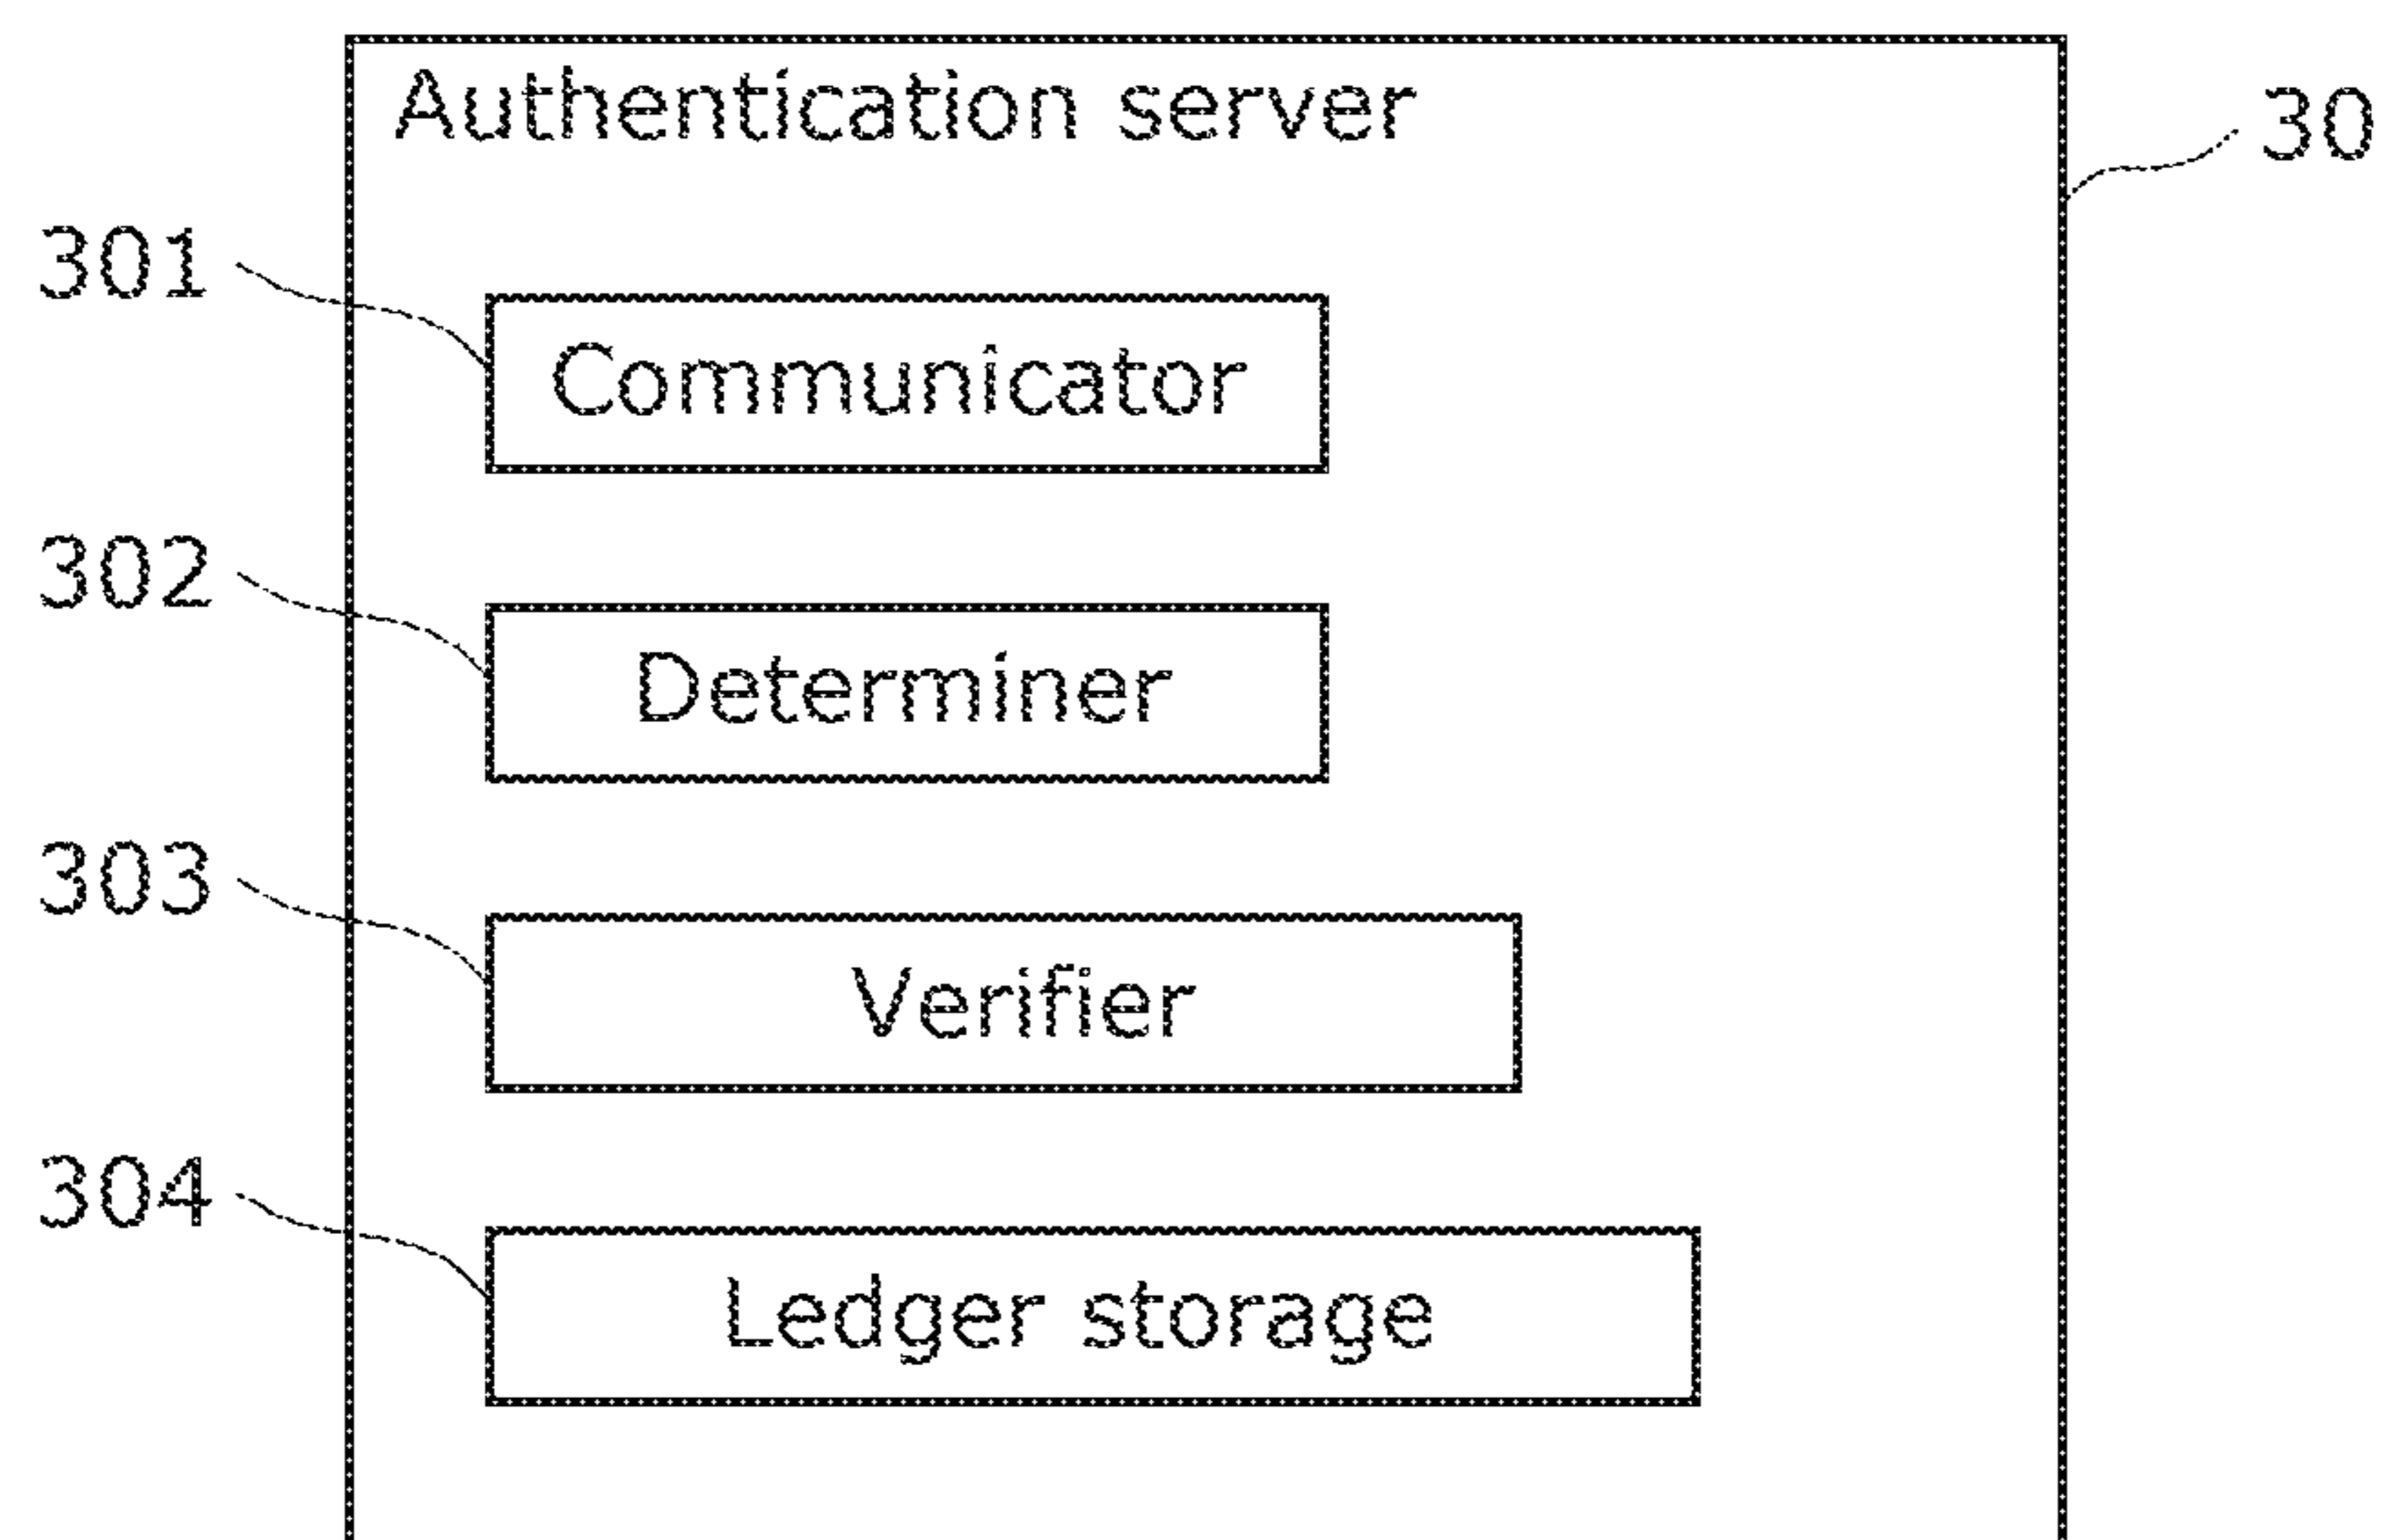 Authentication server
30
301
Communicator
302
Determiner
303
Verifier
304
Ledger storage